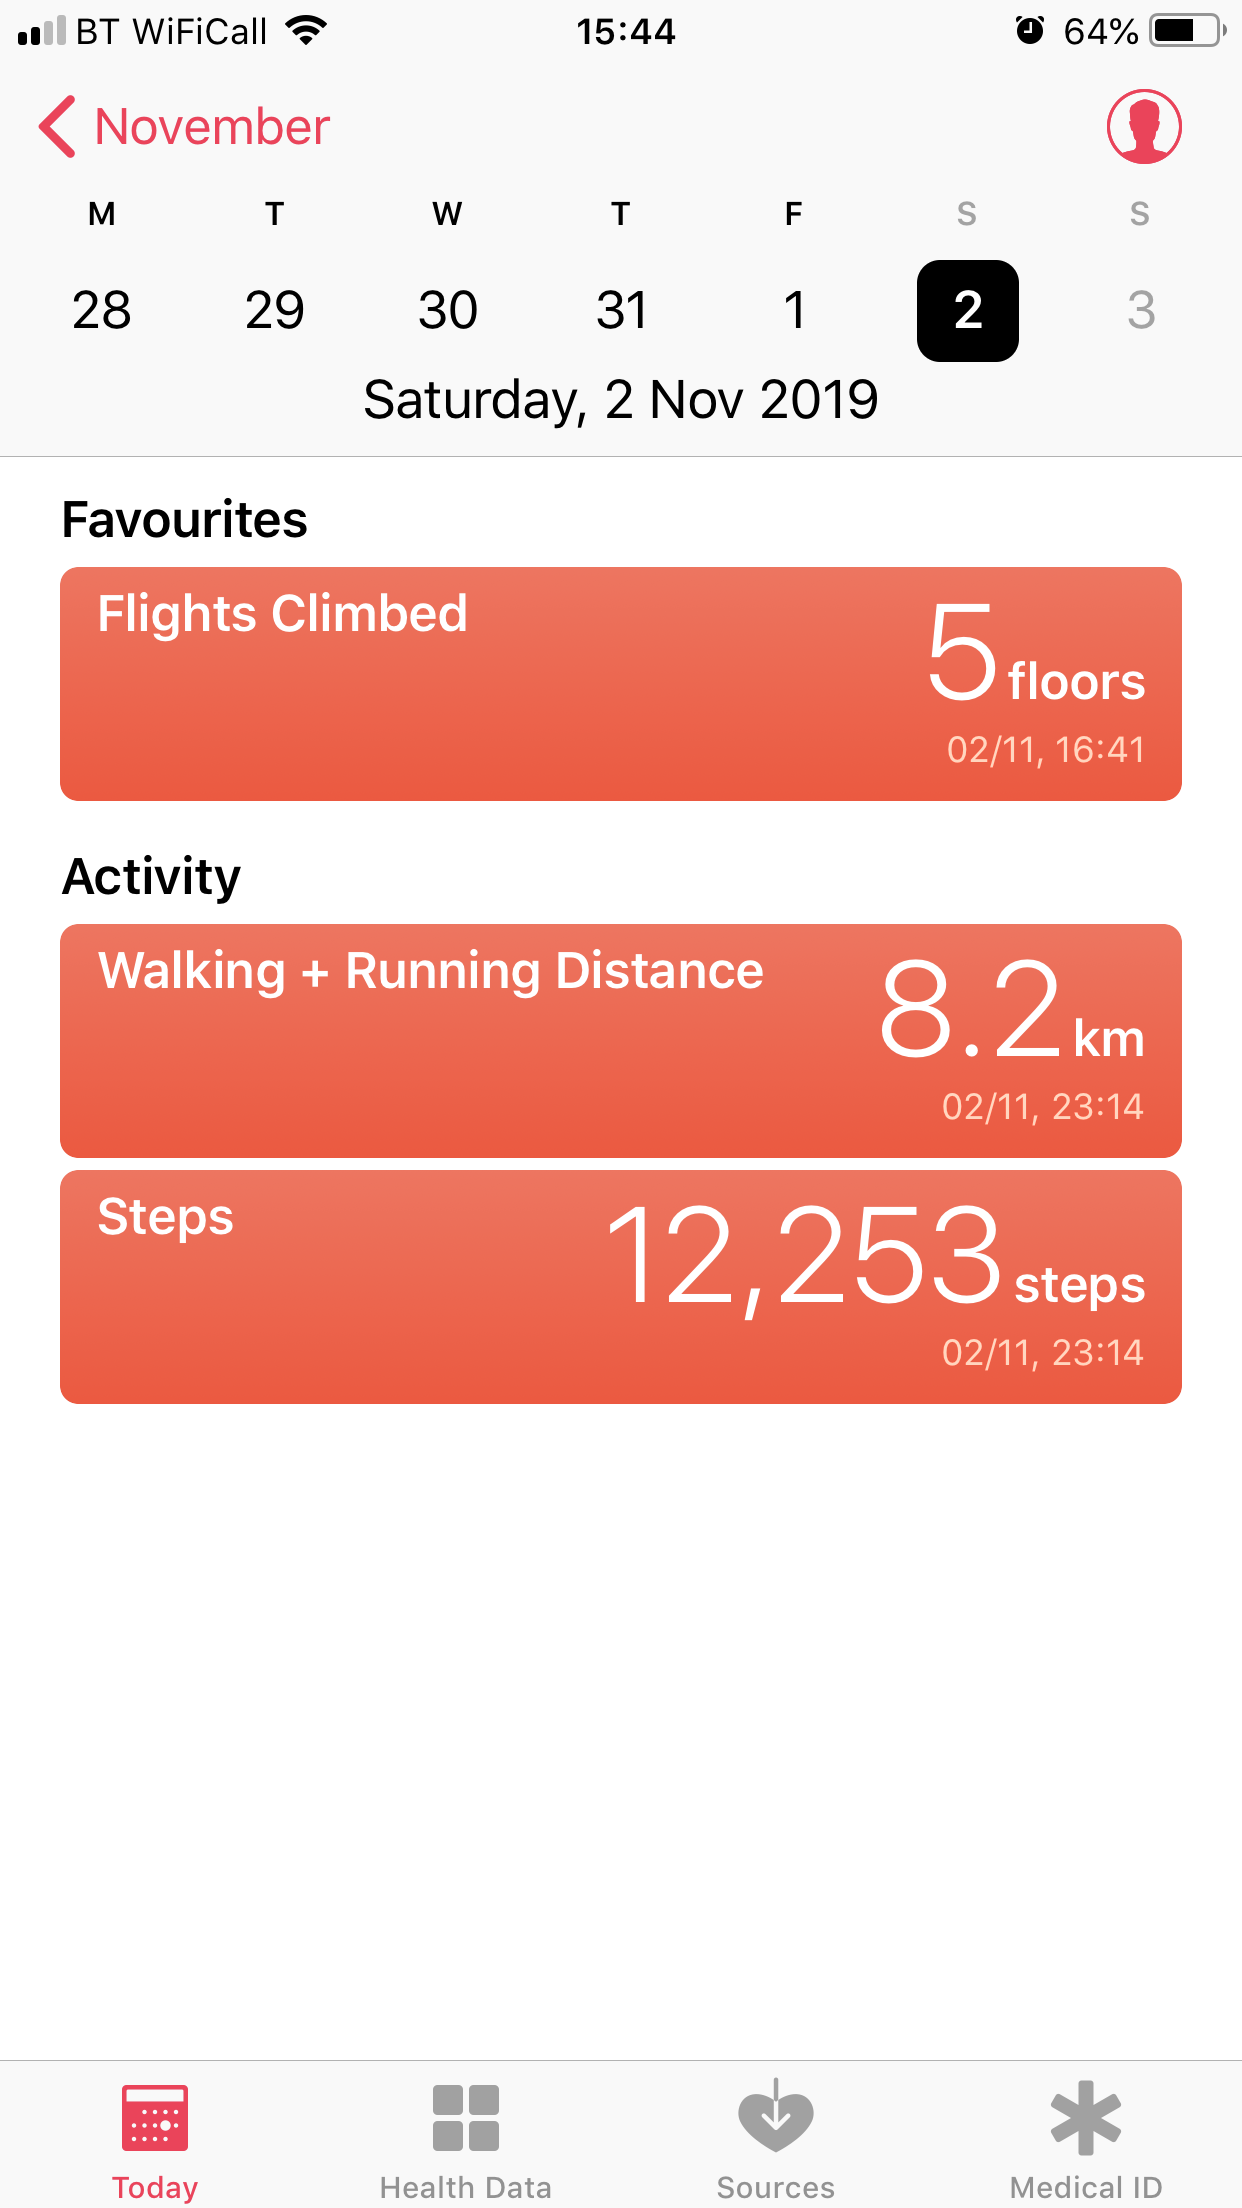 BT WiFiCall 15:44 64%
November
M T W T F S S
28 29 30 31 1 2 3
Saturday, 2 Nov 2019
Favourites
Flights Climbed
5 floors
02/11, 16:41
Activity
Walking + Running Distance
8.2 km
02/11, 23:14
Steps
12,253 steps
02/11, 23:14
Today Health Data Sources Medical ID